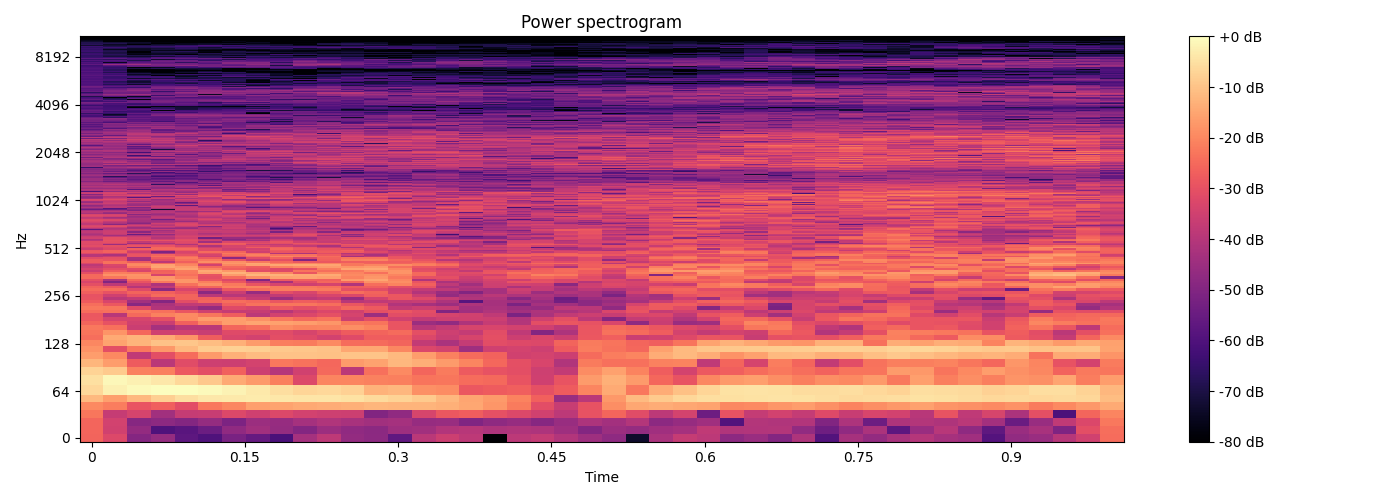 Power spectrogram
Hz
8192
4096
2048
1024
512
256
128
64
0
0 0.15 0.3 0.45 0.6 0.75 0.9
Time
+0 dB
-10 dB
-20 dB
-30 dB
-40 dB
-50 dB
-60 dB
-70 dB
-80 dB